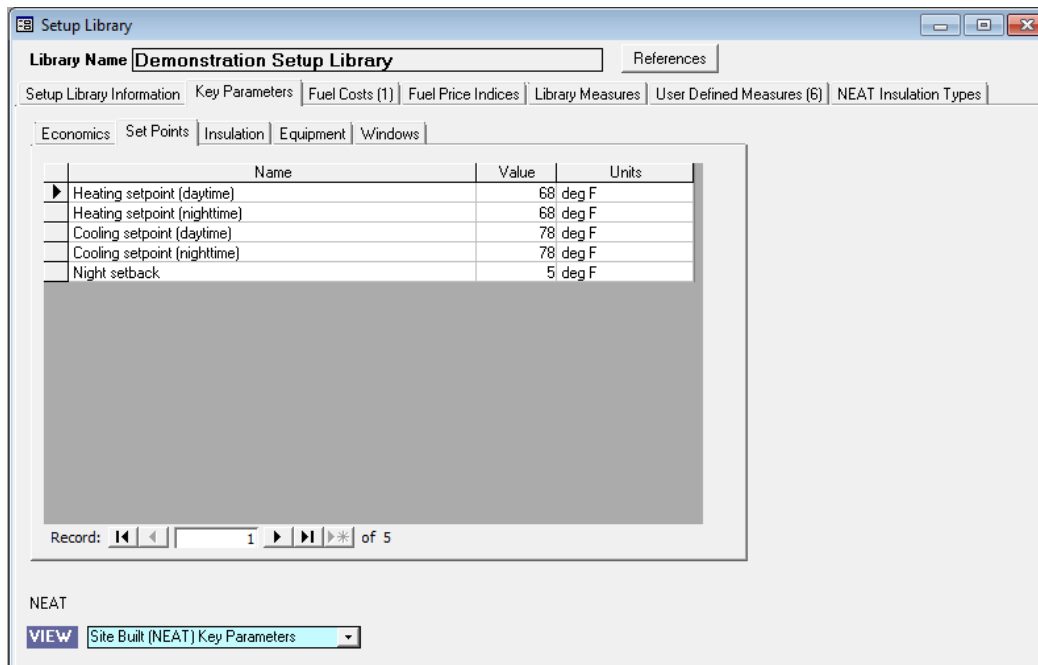 Setup Library
Library Name Demonstration Setup Library References
Setup Library Information Key Parameters Fuel Costs (1) Fuel Price Indices Library Measures User Defined Measures (6) NEAT Insulation Types
Economics Set Points Insulation Equipment Windows
Name Value Units
Heating setpoint (daytime) 68 deg F
Heating setpoint (nighttime) 68 deg F
Cooling setpoint (daytime) 78 deg F
Cooling setpoint (nighttime) 78 deg F
Night setback 5 deg F
Record: 1 of 5
NEAT
VIEW Site Built (NEAT) Key Parameters